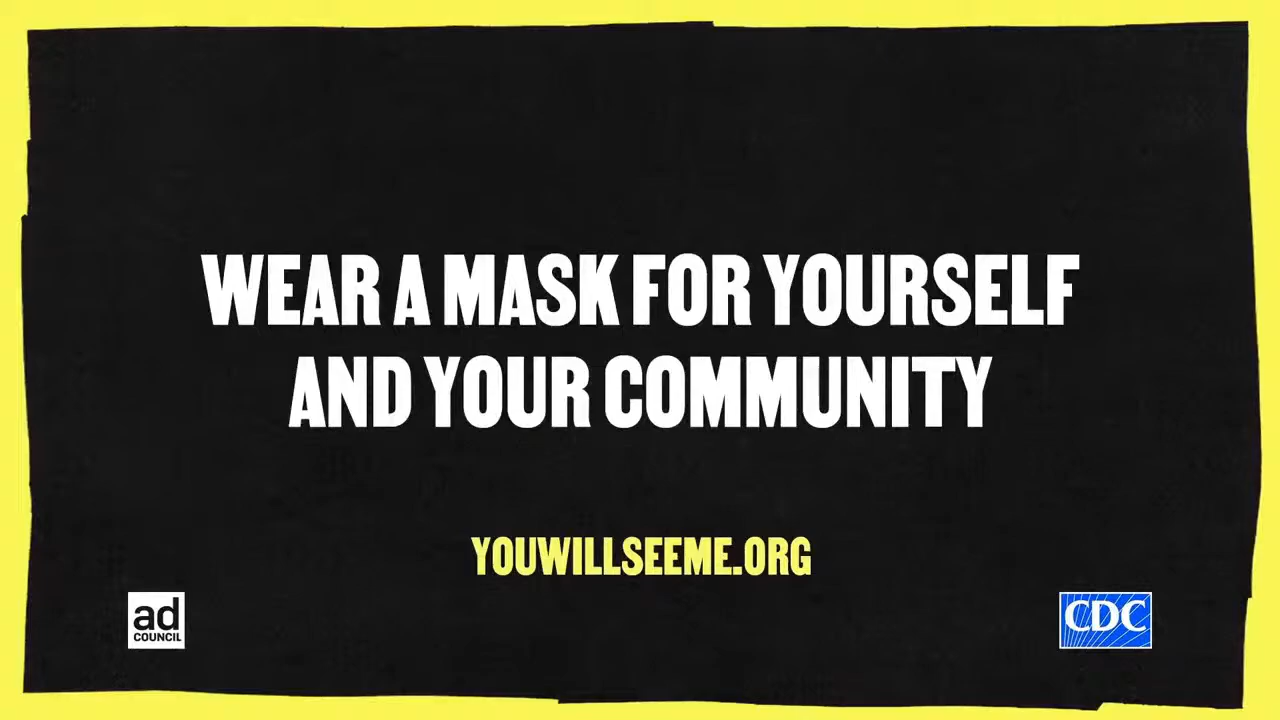 WEAR A MASK FOR YOURSELF
AND YOUR COMMUNITY
YOUWILLSEEME.ORG
ad
COUNCIL
CDC